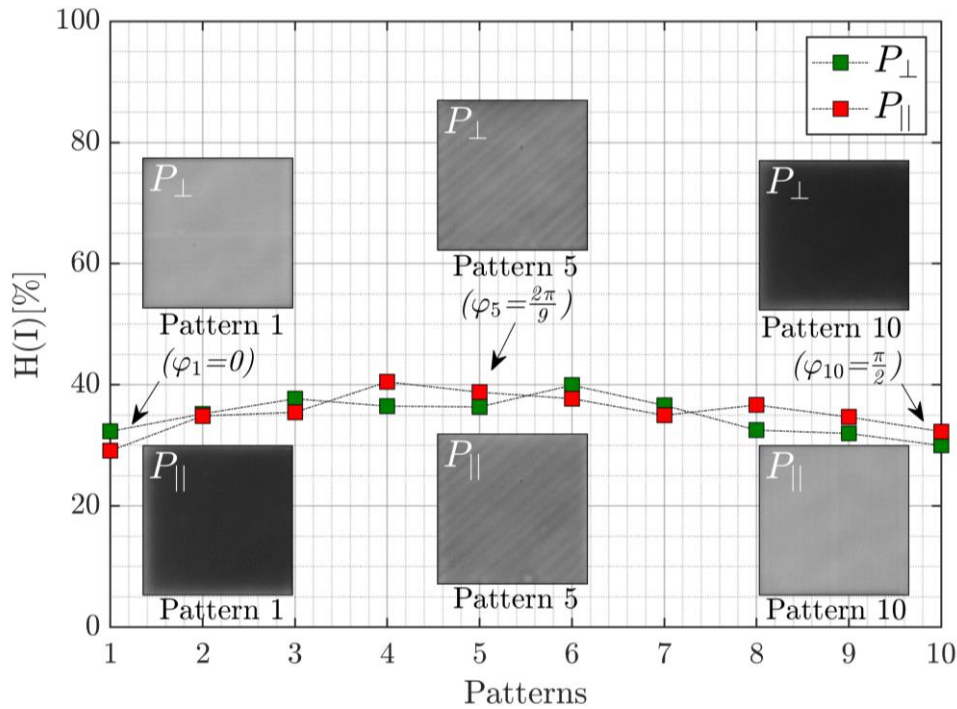 100
80
60
40
20
0
H(I)[%]
P⊥
P||
P⊥
P⊥
P⊥
Pattern 1
(φ₁=0)
Pattern 5
(φ₅=2π/9)
Pattern 10
(φ₁₀=π/2)
P||
P||
P||
Pattern 1
Pattern 5
Pattern 10
1 2 3 4 5 6 7 8 9 10
Patterns